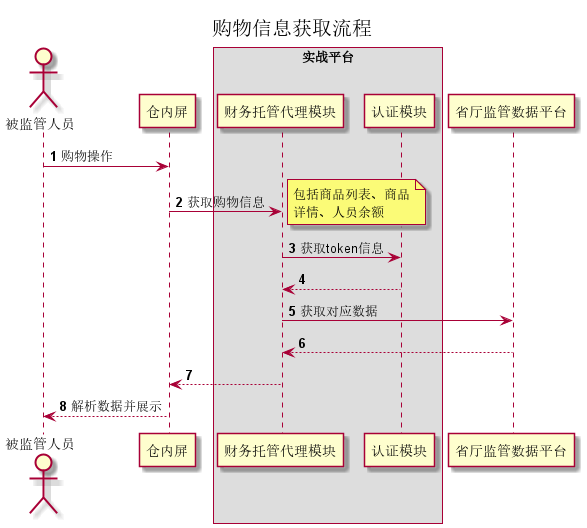 购物信息获取流程
实战平台
被监管人员
仓内屏
财务托管代理模块
认证模块
省厅监管数据平台
1 购物操作
2 获取购物信息
包括商品列表、商品
详情、人员余额
3 获取token信息
4
5 获取对应数据
6
7
8 解析数据并展示
被监管人员
仓内屏
财务托管代理模块
认证模块
省厅监管数据平台